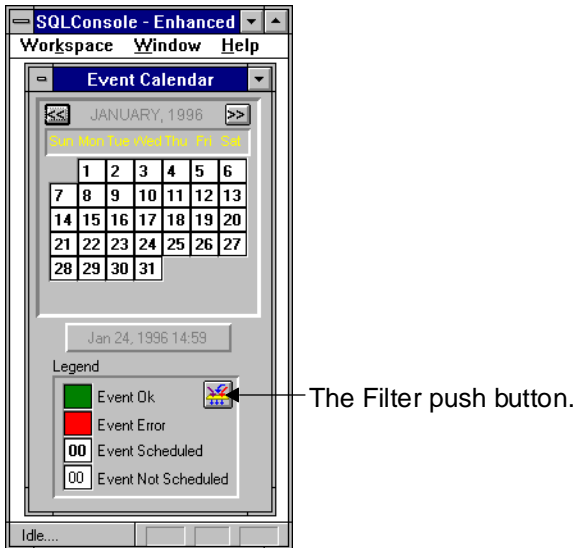 SQLConsole - Enhanced
Workspace Window Help
Event Calendar
<< JANUARY, 1996 >>
Sun Mon Tue Wed Thu Fri Sat
1 2 3 4 5 6
7 8 9 10 11 12 13
14 15 16 17 18 19 20
21 22 23 24 25 26 27
28 29 30 31
Jan 24, 1996 14:59
Legend
Event Ok
The Filter push button.
Event Error
00 Event Scheduled
00 Event Not Scheduled
Idle....